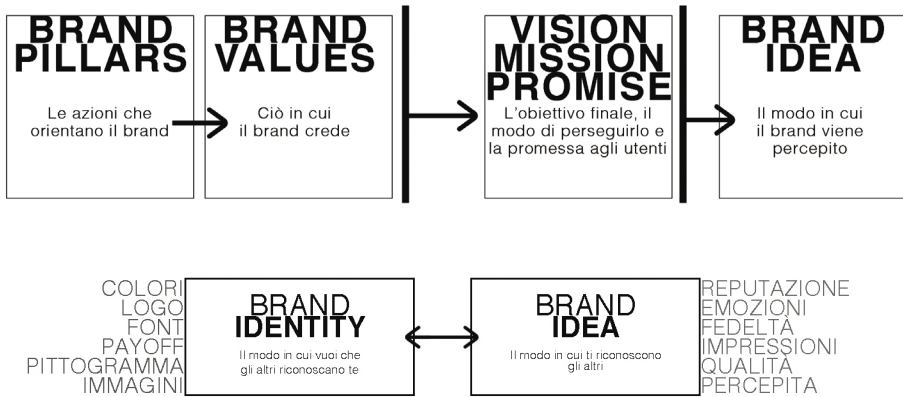 BRAND
PILLARS
Le azioni che
orientano il brand
BRAND
VALUES
Ciò in cui
il brand crede
VISION
MISSION
PROMISE
L'obiettivo finale, il
modo di perseguirlo e
la promessa agli utenti
BRAND
IDEA
Il modo in cui
il brand viene
percepito
COLORI
LOGO
FONT
PAYOFF
PITTOGRAMMA
IMMAGINI
BRAND
IDENTITY
Il modo in cui vuoi che
gli altri riconoscano te
BRAND
IDEA
Il modo in cui ti riconoscono
gli altri
REPUTAZIONE
EMOZIONI
FEDELTÀ
IMPRESSIONI
QUALITÀ
PERCEPITA